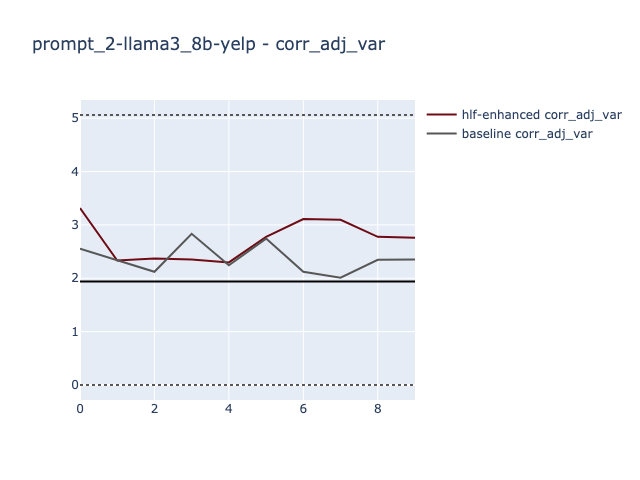 prompt_2-llama3_8b-yelp - corr_adj_var
hlf-enhanced corr_adj_var
baseline corr_adj_var
5
4
3
2
1
0
0 2 4 6 8